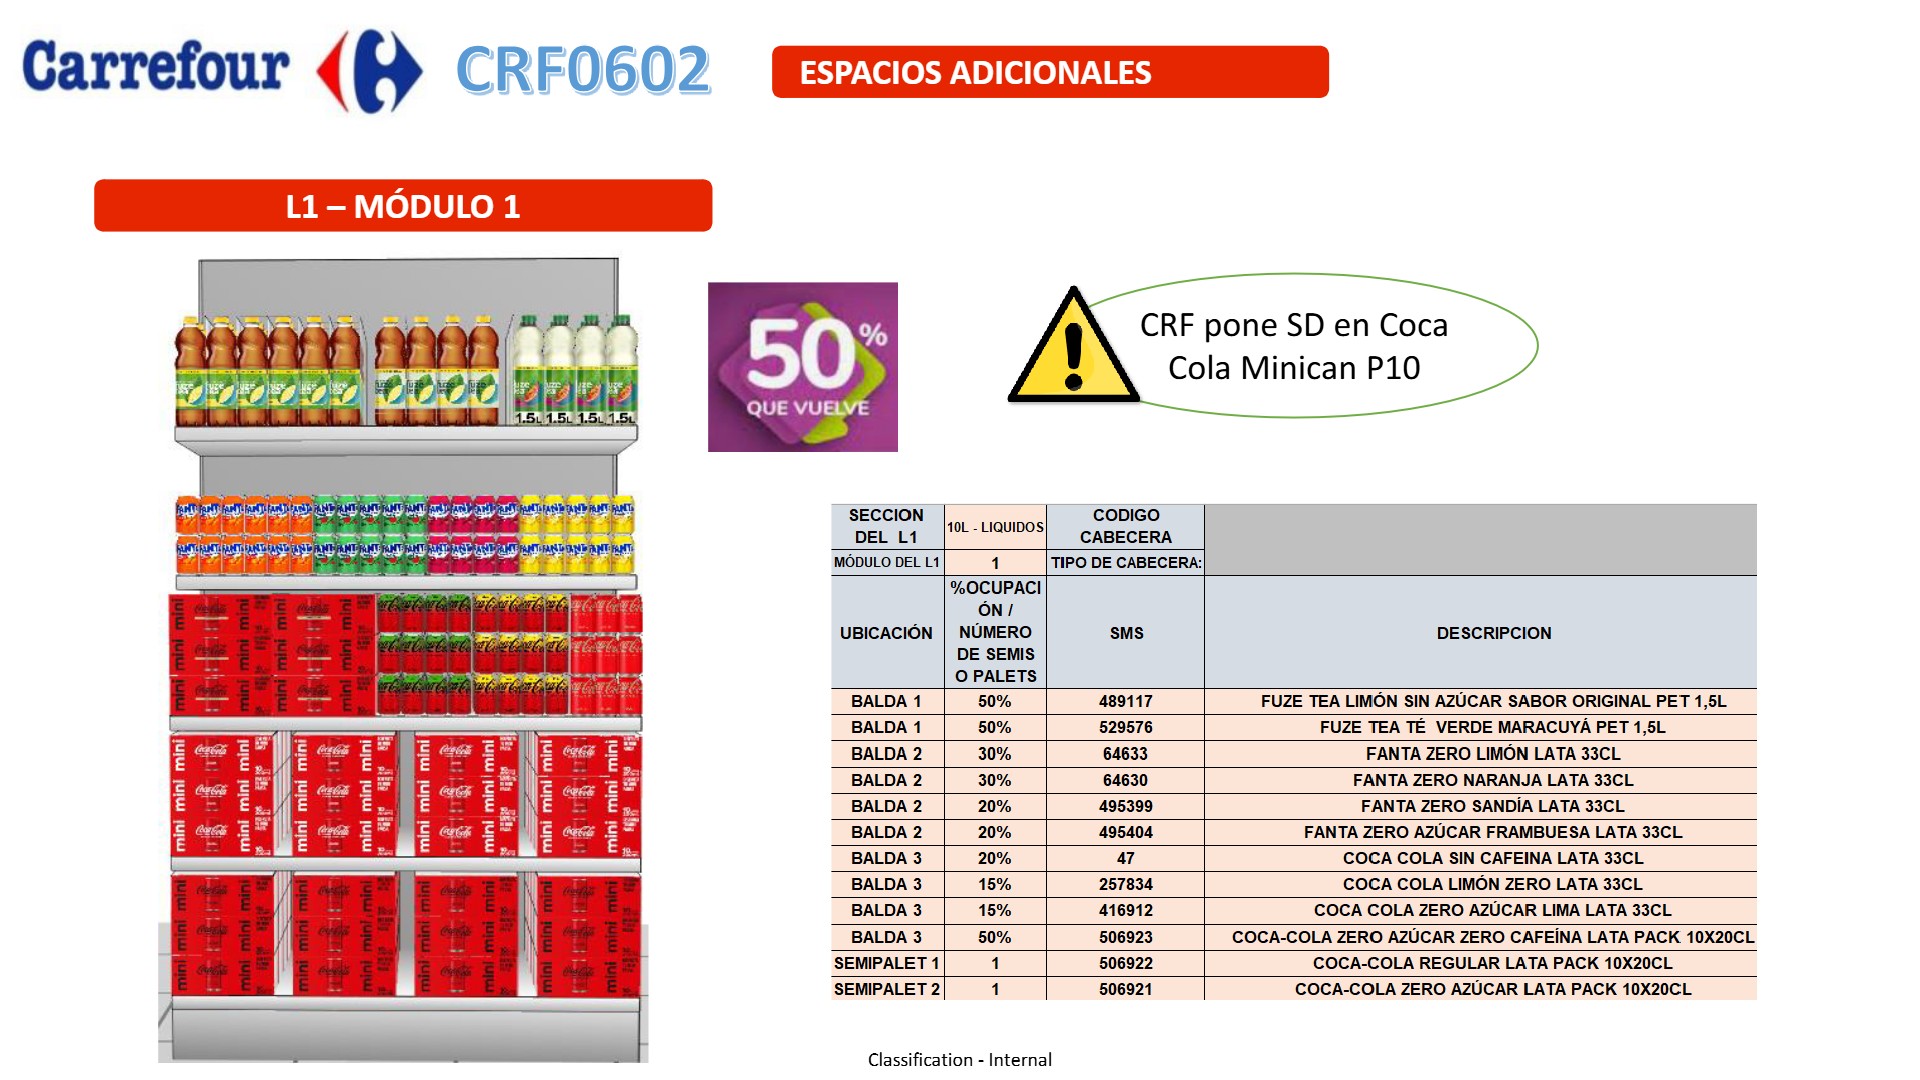 Carrefour
CRF0602
ESPACIOS ADICIONALES
L1 – MÓDULO 1
50%
QUE VUELVE
CRF pone SD en Coca
Cola Minican P10
1.5L 1.5L 1.5L 1.5L
SECCION DEL L1 10L - LIQUIDOS CODIGO CABECERA
MÓDULO DEL L1 1 TIPO DE CABECERA:
UBICACIÓN %OCUPACIÓN / NÚMERO DE SEMIS O PALETS SMS DESCRIPCION
BALDA 1 50% 489117 FUZE TEA LIMÓN SIN AZÚCAR SABOR ORIGINAL PET 1,5L
BALDA 1 50% 529576 FUZE TEA TÉ VERDE MARACUYÁ PET 1,5L
BALDA 2 30% 64633 FANTA ZERO LIMÓN LATA 33CL
BALDA 2 30% 64630 FANTA ZERO NARANJA LATA 33CL
BALDA 2 20% 495399 FANTA ZERO SANDÍA LATA 33CL
BALDA 2 20% 495404 FANTA ZERO AZÚCAR FRAMBUESA LATA 33CL
BALDA 3 20% 47 COCA COLA SIN CAFEINA LATA 33CL
BALDA 3 15% 257834 COCA COLA LIMÓN ZERO LATA 33CL
BALDA 3 15% 416912 COCA COLA ZERO AZÚCAR LIMA LATA 33CL
BALDA 3 50% 506923 COCA-COLA ZERO AZÚCAR ZERO CAFEÍNA LATA PACK 10X20CL
SEMIPALET 1 1 506922 COCA-COLA REGULAR LATA PACK 10X20CL
SEMIPALET 2 1 506921 COCA-COLA ZERO AZÚCAR LATA PACK 10X20CL
Classification - Internal